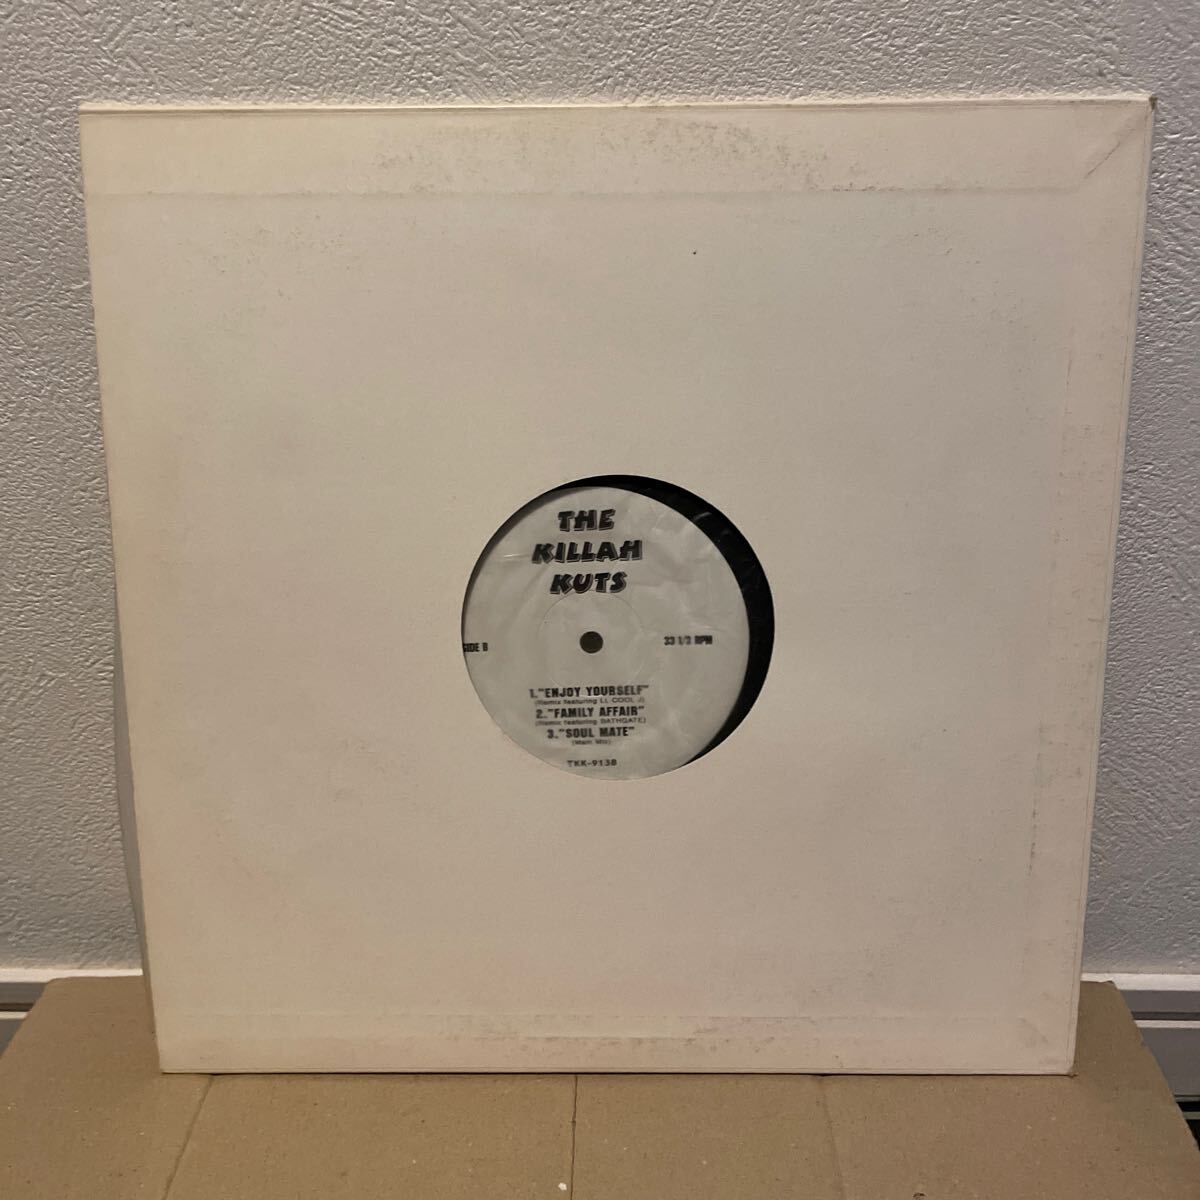 THE
KILLAH
KUTS
SIDE B
33 1/3 RPM
1."ENJOY YOURSELF"
(Remix featuring LL COOL J)
2."FAMILY AFFAIR"
(Remix featuring BATHGATE)
3."SOUL MATE"
(Main Mix)
TKK-913B